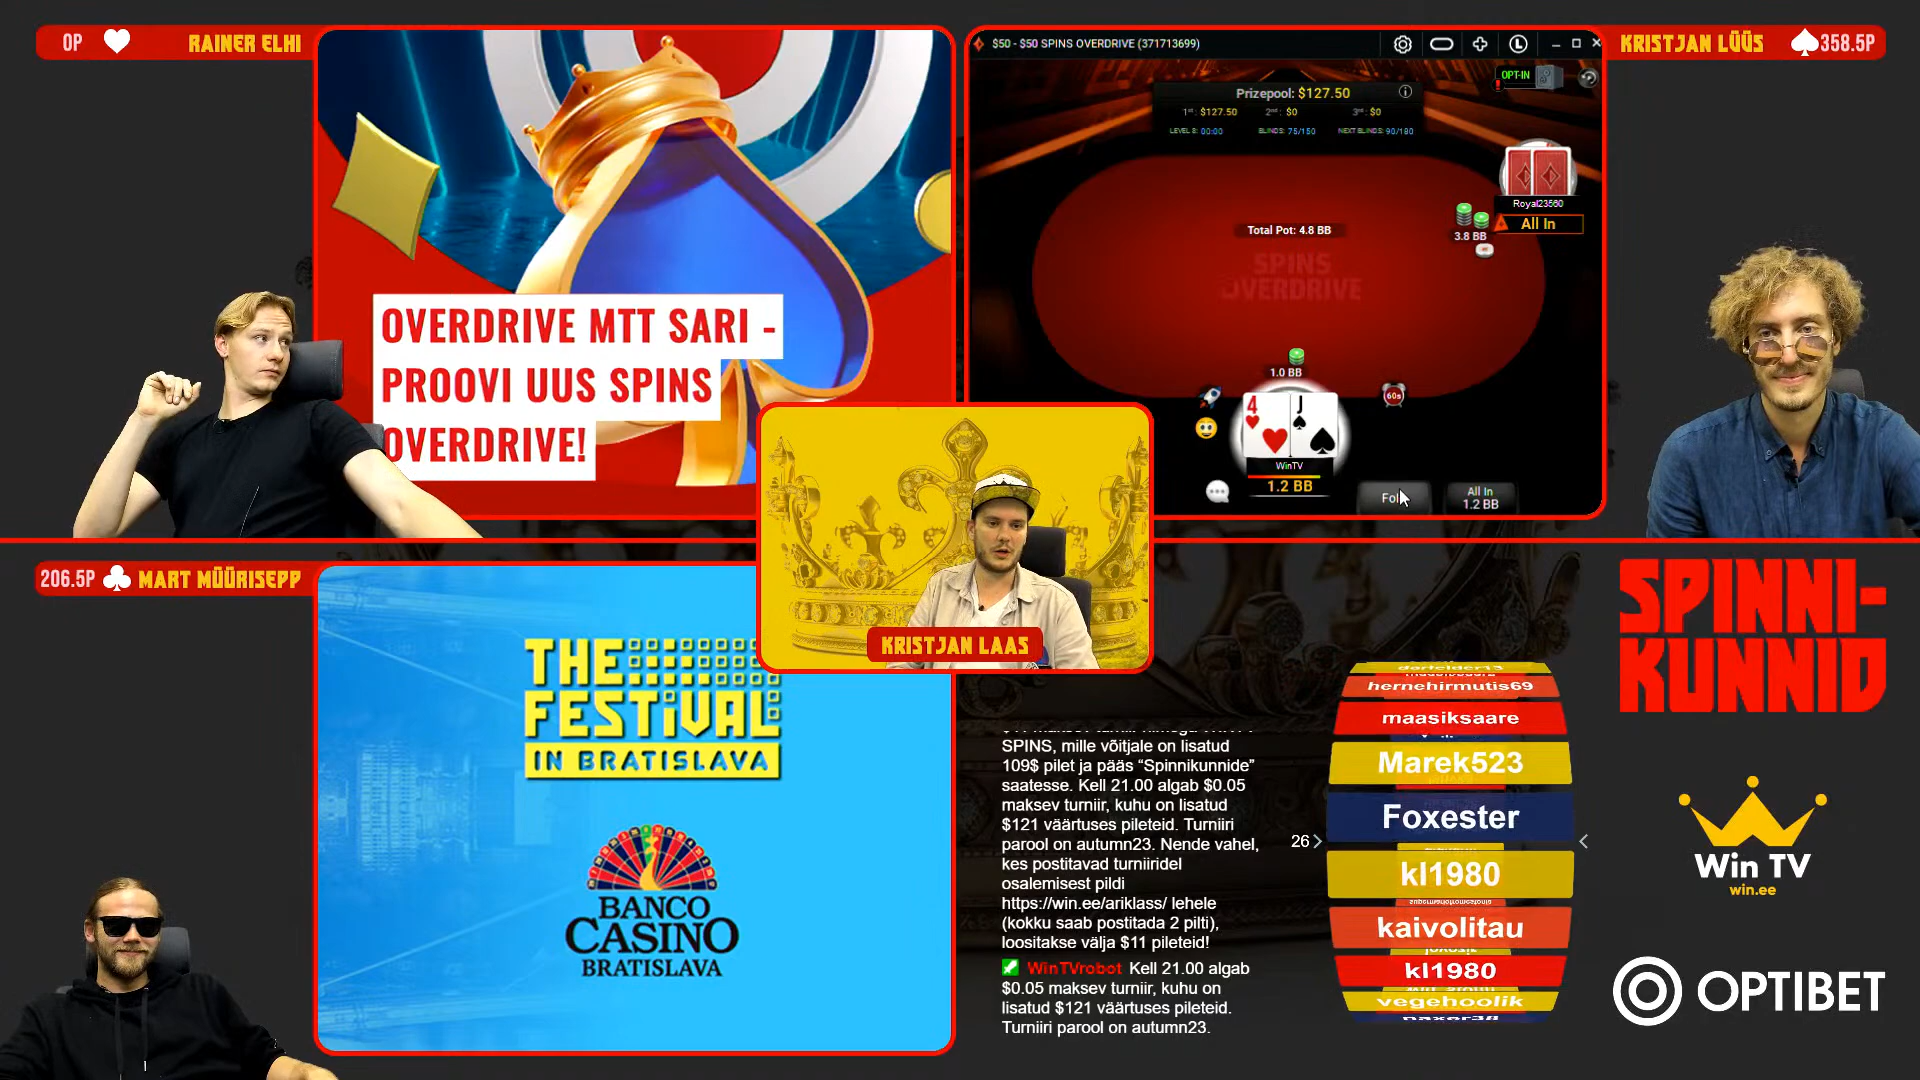 0P
RAINER ELHI
OVERDRIVE MTT SARI -
PROOVI UUS SPINS
OVERDRIVE!
$50 - $50 SPINS OVERDRIVE (371713699)
OPT-IN
Prizepool: $127.50
1st: $127.50 2nd: $0 3rd: $0
LEVEL 8: 00:00 BLINDS: 75/150 NEXT BLINDS: 90/180
Royal23560
All In
3.8 BB
Total Pot: 4.8 BB
SPINS
OVERDRIVE
1.0 BB
60s
4
J
WinTV
1.2 BB
All In
1.2 BB
KRISTJAN LÜÜS
358.5P
206.5P
MART MÜÜRISEPP
THE
FESTIVAL
IN BRATISLAVA
BANCO
CASINO
BRATISLAVA
KRISTJAN LAAS
SPINS, mille võitjale on lisatud
109$ pilet ja pääs “Spinnikunnide”
saatesse. Kell 21.00 algab $0.05
maksev turniir, kuhu on lisatud
$121 väärtuses pileteid. Turniiri
parool on autumn23. Nende vahel,
kes postitavad turniiridel
osalemisest pildi
https://win.ee/ariklass/ lehele
(kokku saab postitada 2 pilti),
loositakse välja $11 pileteid!
WinTVrobot Kell 21.00 algab
$0.05 maksev turniir, kuhu on
lisatud $121 väärtuses pileteid.
Turniiri parool on autumn23.
26
hernehirmutis69
maasiksaare
Marek523
Foxester
kl1980
kaivolitau
kl1980
vegehoolik
SPINNI-
KUNNID
Win TV
win.ee
OPTIBET